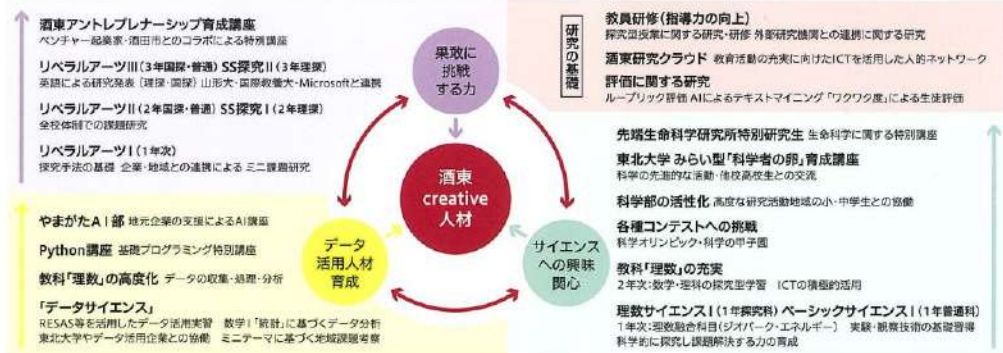 酒東アントレプレナーシップ育成講座
ベンチャー起業家・酒田市とのコラボによる特別講座
リベラルアーツⅢ(3年国探・普通) SS探究Ⅱ(3年理探)
英語による研究発表(理探・国探) 山形大・国際教養大・Microsoftと連携
リベラルアーツⅡ(2年国探・普通) SS探究Ⅰ(2年理探)
全校体制での課題研究
リベラルアーツⅠ(1年次)
探究手法の基礎 企業・地域との連携による ミニ課題研究
やまがたAI部 地元企業の支援によるAI講座
Python講座 基礎プログラミング特別講座
教科「理数」の高度化 データの収集・処理・分析
「データサイエンス」
RESAS等を活用したデータ活用実習 数学Ⅰ「統計」に基づくデータ分析
東北大学やデータ活用企業との協働 ミニテーマに基づく地域課題考察
果敢に
挑戦
する力
酒東
creative
人材
データ
活用人材
育成
サイエンス
への興味
関心
研究の基礎
教員研修(指導力の向上)
探究型授業に関する研究・研修 外部研究機関との連携に関する研究
酒東研究クラウド 教育活動の充実に向けたICTを活用した人的ネットワーク
評価に関する研究
ルーブリック評価 AIによるテキストマイニング「ワクワク度」による生徒評価
先端生命科学研究所特別研究生 生命科学に関する特別講座
東北大学 みらい型「科学者の卵」育成講座
科学の先進的な活動・他校高校生との交流
科学部の活性化 高度な研究活動地域の小・中学生との協働
各種コンテストへの挑戦
科学オリンピック・科学の甲子園
教科「理数」の充実
2年次:数学・理科の探究型学習 ICTの積極的活用
理数サイエンスⅠ(1年探究科) ベーシックサイエンスⅠ(1年普通科)
1年次:理数融合科目(ジオパーク・エネルギー) 実験・観察技術の基礎習得
科学的に探究し課題解決する力の育成